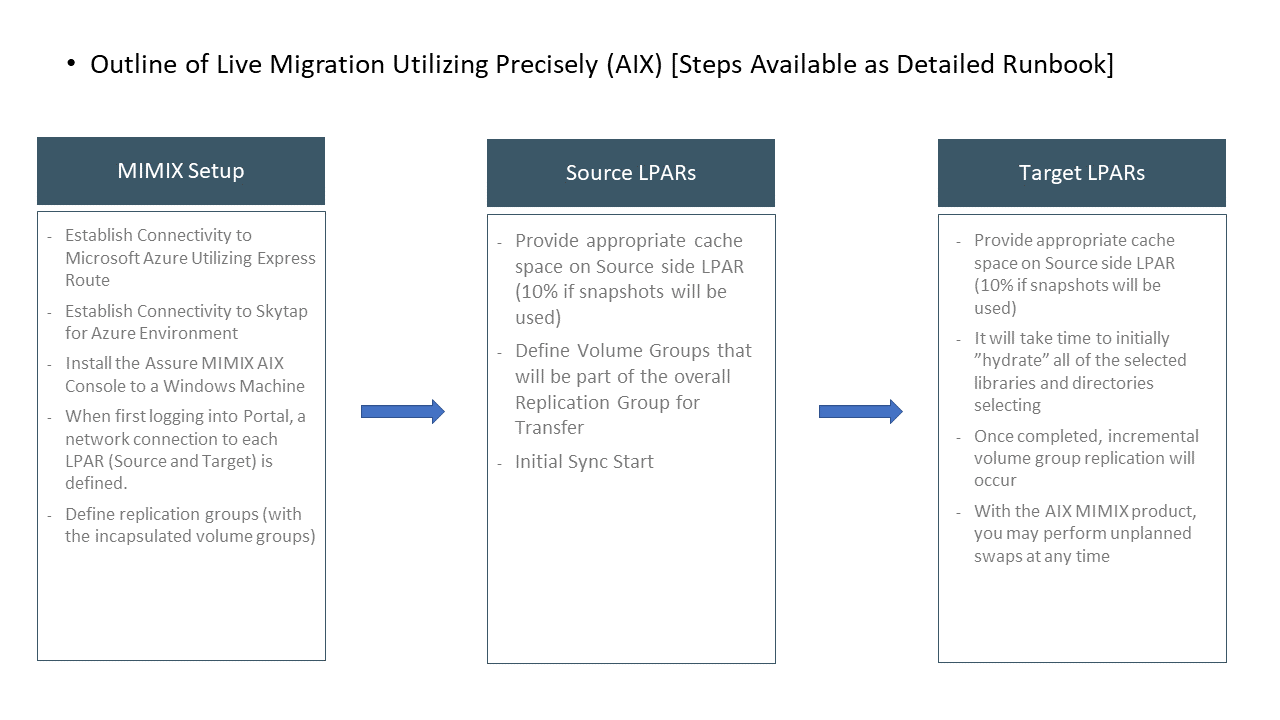 • Outline of Live Migration Utilizing Precisely (AIX) [Steps Available as Detailed Runbook]
MIMIX Setup
- Establish Connectivity to
Microsoft Azure Utilizing Express
Route
- Establish Connectivity to Skytap
for Azure Environment
- Install the Assure MIMIX AIX
Console to a Windows Machine
- When first logging into Portal, a
network connection to each
LPAR (Source and Target) is
defined.
- Define replication groups (with
the incapsulated volume groups)
Source LPARs
- Provide appropriate cache
space on Source side LPAR
(10% if snapshots will be
used)
- Define Volume Groups that
will be part of the overall
Replication Group for
Transfer
- Initial Sync Start
Target LPARs
- Provide appropriate cache
space on Source side LPAR
(10% if snapshots will be
used)
- It will take time to initially
”hydrate” all of the selected
libraries and directories
selecting
- Once completed, incremental
volume group replication will
occur
- With the AIX MIMIX product,
you may perform unplanned
swaps at any time